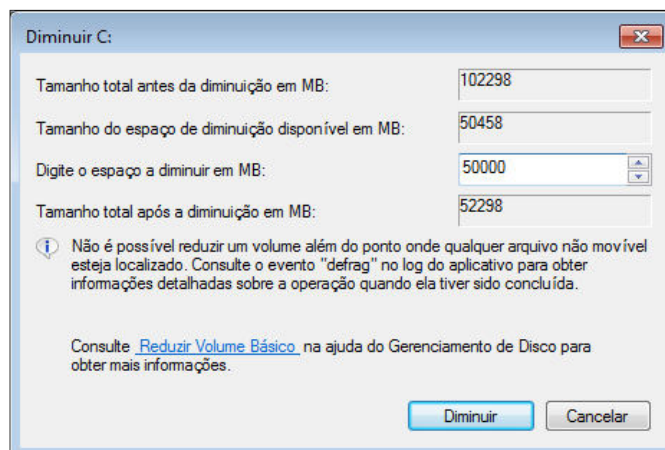 Diminuir C:
Tamanho total antes da diminuição em MB: 102298
Tamanho do espaço de diminuição disponível em MB: 50458
Digite o espaço a diminuir em MB: 50000
Tamanho total após a diminuição em MB: 52298
Não é possível reduzir um volume além do ponto onde qualquer arquivo não movível
esteja localizado. Consulte o evento "defrag" no log do aplicativo para obter
informações detalhadas sobre a operação quando ela tiver sido concluída.
Consulte Reduzir Volume Básico na ajuda do Gerenciamento de Disco para
obter mais informações.
Diminuir Cancelar